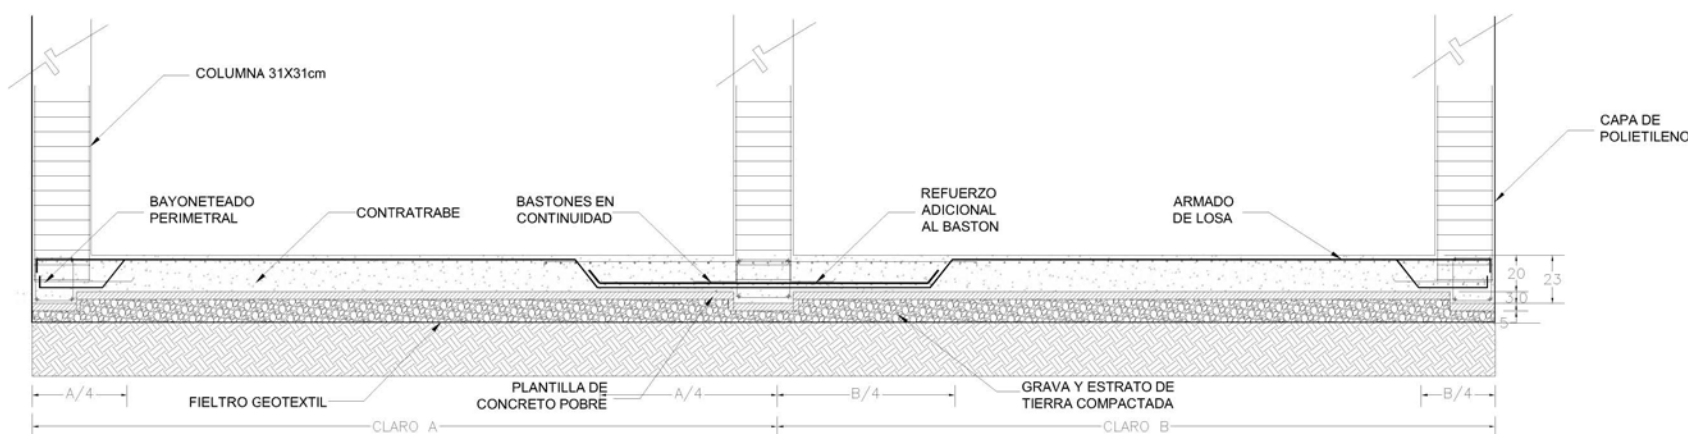 COLUMNA 31X31cm
CAPA DE
POLIETILENO
BAYONETEADO
PERIMETRAL
CONTRATRABE
BASTONES EN
CONTINUIDAD
REFUERZO
ADICIONAL
AL BASTON
ARMADO
DE LOSA
20
23
5
A/4
FIELTRO GEOTEXTIL
PLANTILLA DE
CONCRETO POBRE
A/4
B/4
GRAVA Y ESTRATO DE
TIERRA COMPACTADA
B/4
CLARO A
CLARO B